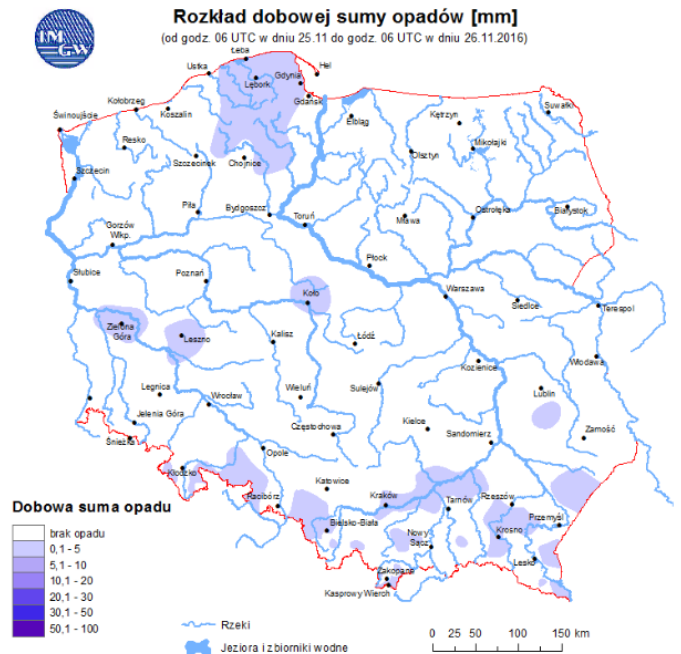 Rozkład dobowej sumy opadów [mm]
(od godz. 06 UTC w dniu 25.11 do godz. 06 UTC w dniu 26.11.2016)
IM
GW
Łeba
Ustka
Hel
Gdynia
Lębork
Gdańsk
Kołobrzeg
Koszalin
Suwałki
Kętrzyn
Elbląg
Świnoujście
Resko
Mikołajki
Olsztyn
Szczecinek
Chojnice
Szczecin
Piła
Bydgoszcz
Toruń
Mława
Ostrołęka
Białystok
Gorzów
Wlkp.
Płock
Słubice
Poznań
Koło
Warszawa
Siedlce
Terespol
Zielona
Góra
Leszno
Kalisz
Łódź
Kozienice
Włodawa
Legnica
Wrocław
Wieluń
Sulejów
Lublin
Jelenia Góra
Częstochowa
Kielce
Sandomierz
Zamość
Śnieżka
Opole
Kłodzko
Katowice
Racibórz
Kraków
Tarnów
Rzeszów
Bielsko-Biała
Przemyśl
Krosno
Nowy
Sącz
Lesko
Zakopane
Kasprowy Wierch
Dobowa suma opadu
brak opadu
0,1 - 5
5,1 - 10
10,1 - 20
20,1 - 30
30,1 - 50
50,1 - 100
Rzeki
Jeziora i zbiorniki wodne
0 25 50 100 150 km